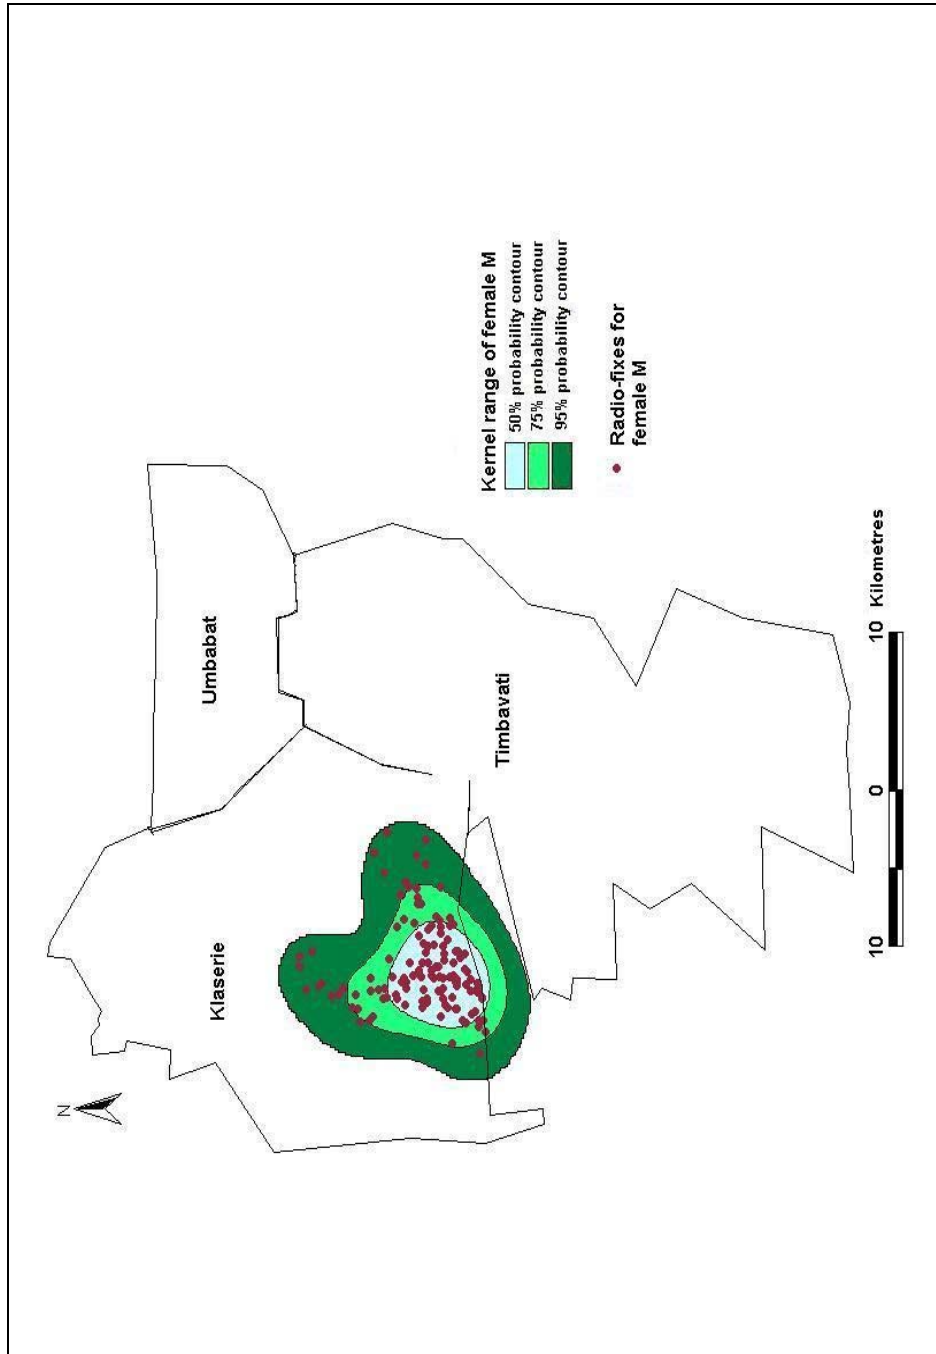 N
Klaserie
Umbabat
Timbavati
Kernel range of female M
50% probability contour
75% probability contour
95% probability contour
Radio-fixes for
female M
10
0
10
Kilometres